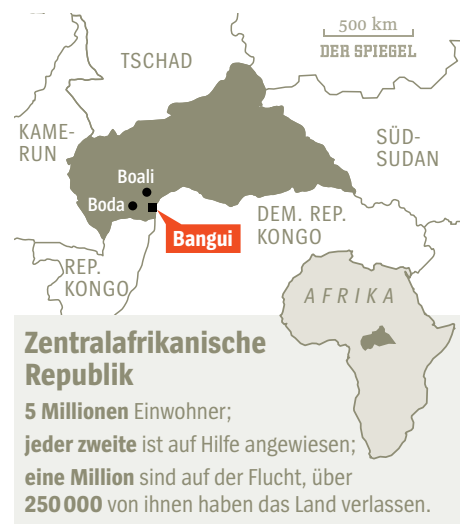 500 km
DER SPIEGEL
TSCHAD
KAME-
RUN
SÜD-
SUDAN
Boali
Boda
Bangui
DEM. REP.
KONGO
REP.
KONGO
AFRIKA
Zentralafrikanische
Republik
5 Millionen Einwohner;
jeder zweite ist auf Hilfe angewiesen;
eine Million sind auf der Flucht, über
250 000 von ihnen haben das Land verlassen.